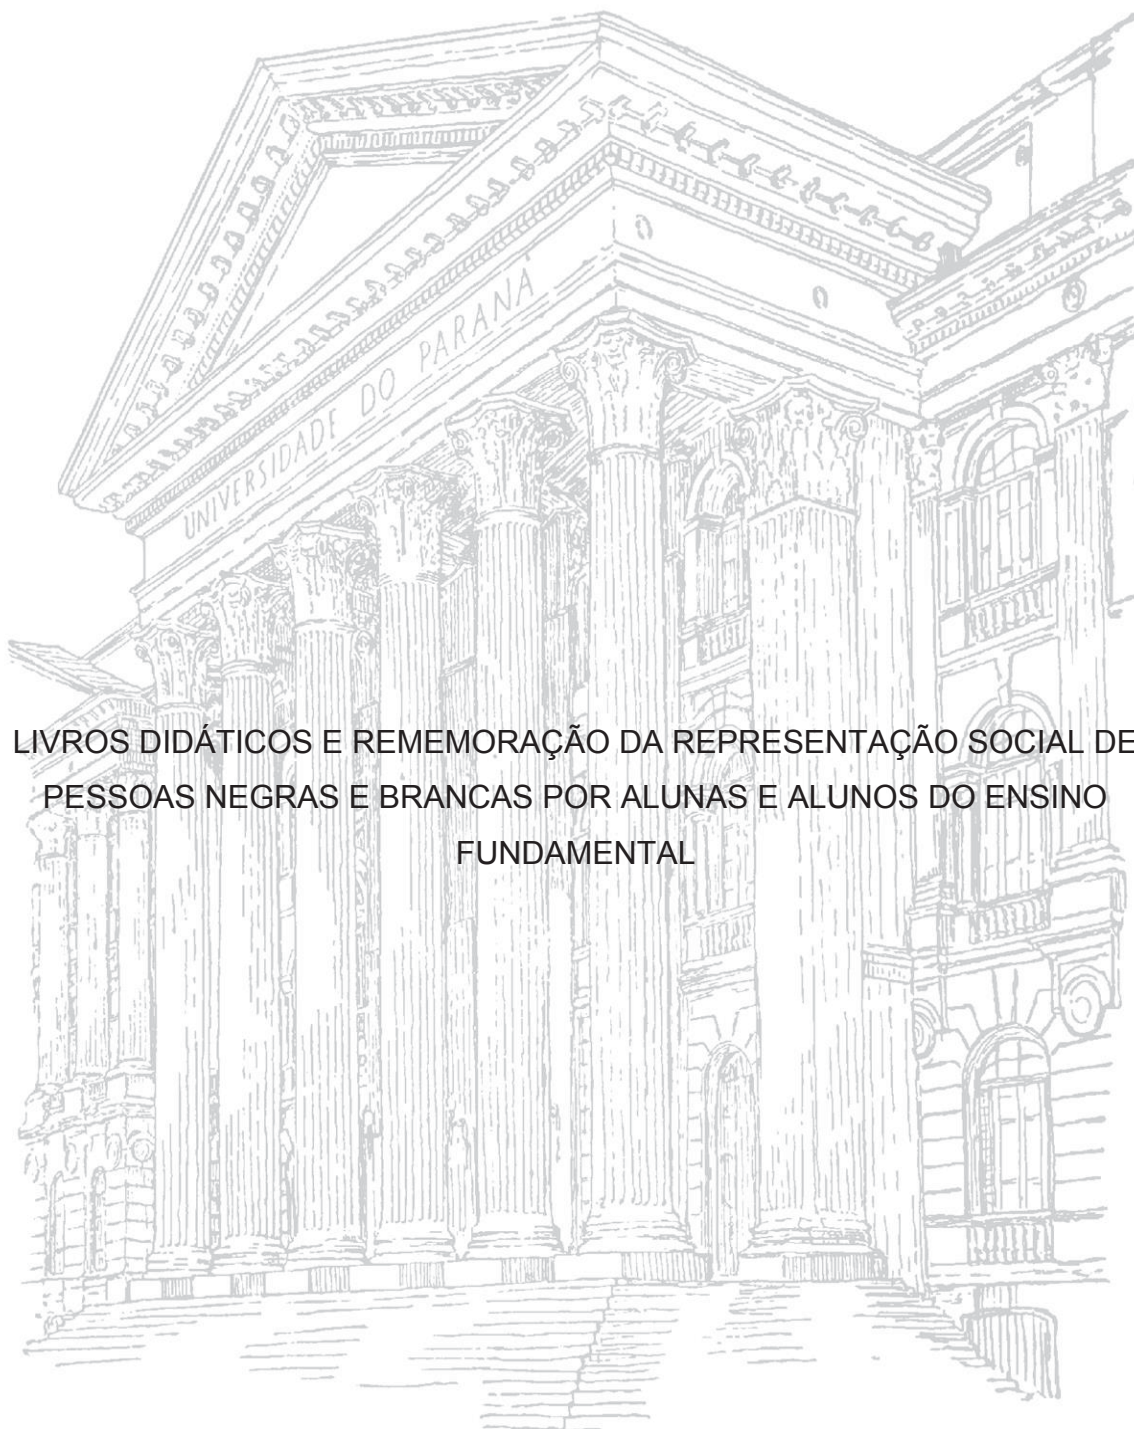 UNIVERSIDADE DO PARANÁ
LIVROS DIDÁTICOS E REMEMORAÇÃO DA REPRESENTAÇÃO SOCIAL DE
PESSOAS NEGRAS E BRANCAS POR ALUNAS E ALUNOS DO ENSINO
FUNDAMENTAL